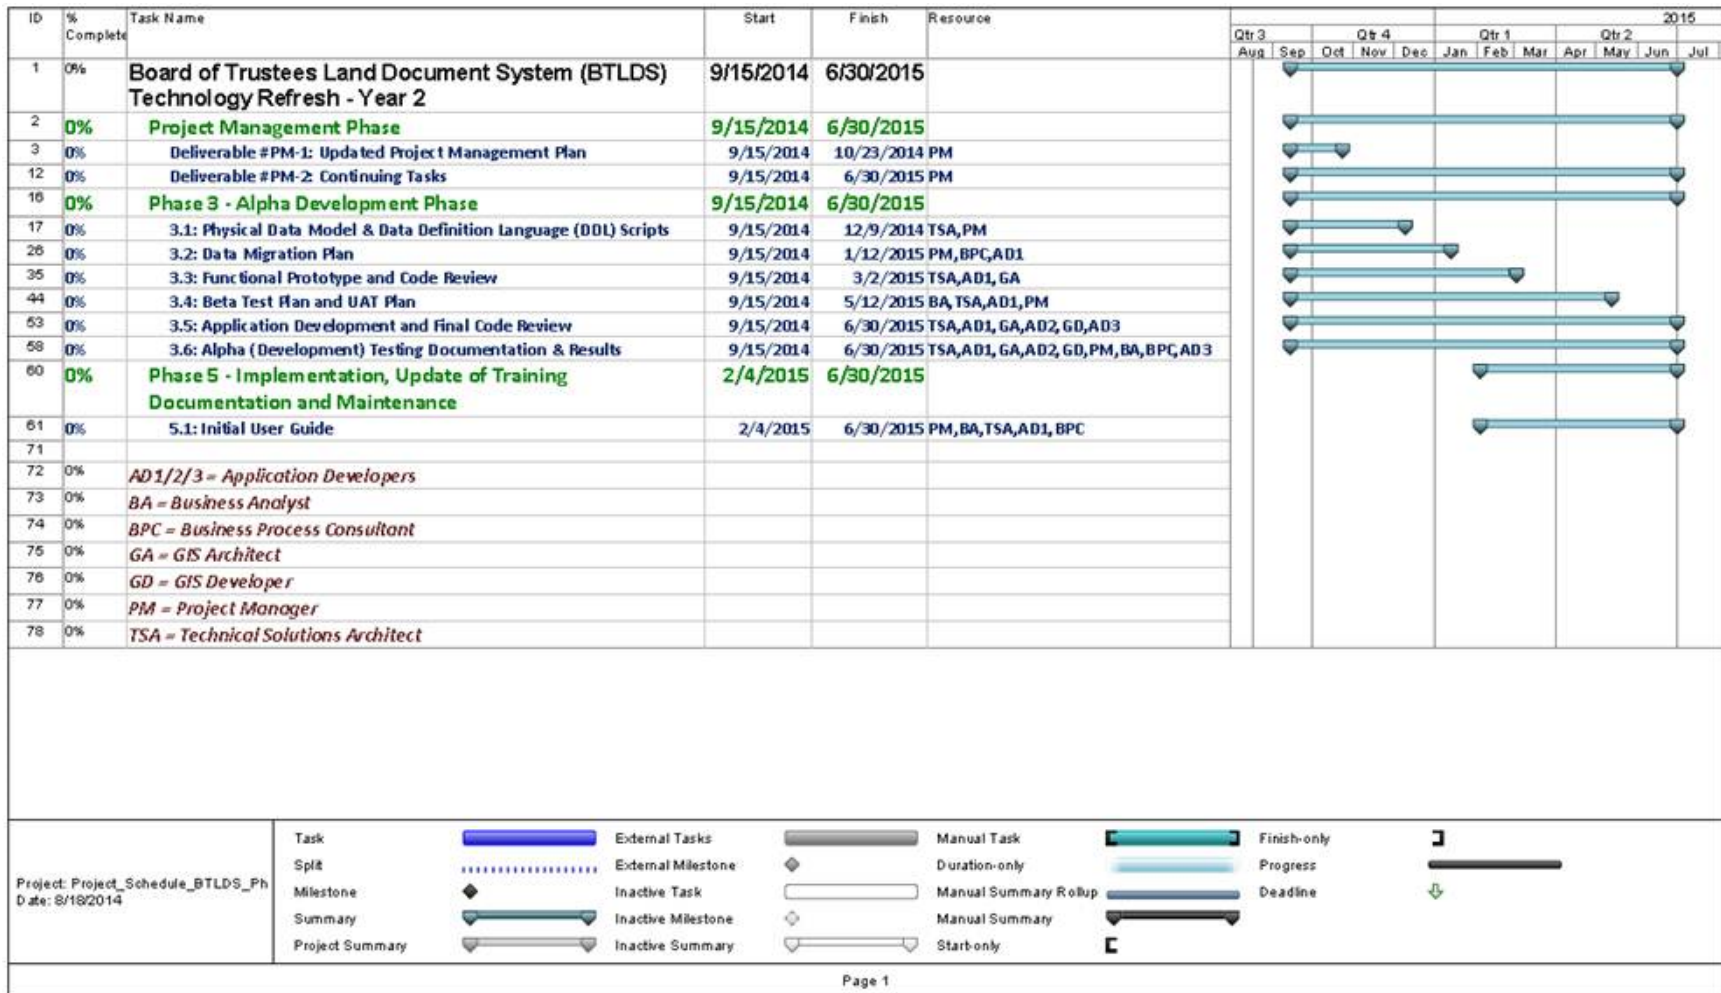 ID % Task Name Start Finish Resource 2015
Complete Qtr 3 Qtr 4 Qtr 1 Qtr 2
Aug Sep Oct Nov Dec Jan Feb Mar Apr May Jun Jul
1 0% Board of Trustees Land Document System (BTLDS) 9/15/2014 6/30/2015
Technology Refresh - Year 2
2 0% Project Management Phase 9/15/2014 6/30/2015
3 0% Deliverable #PM-1: Updated Project Management Plan 9/15/2014 10/23/2014 PM
12 0% Deliverable #PM-2: Continuing Tasks 9/15/2014 6/30/2015 PM
16 0% Phase 3 - Alpha Development Phase 9/15/2014 6/30/2015
17 0% 3.1: Physical Data Model & Data Definition Language (DDL) Scripts 9/15/2014 12/9/2014 TSA,PM
26 0% 3.2: Data Migration Plan 9/15/2014 1/12/2015 PM,BPC,AD1
35 0% 3.3: Functional Prototype and Code Review 9/15/2014 3/2/2015 TSA,AD1,GA
44 0% 3.4: Beta Test Plan and UAT Plan 9/15/2014 5/12/2015 BA,TSA,AD1,PM
53 0% 3.5: Application Development and Final Code Review 9/15/2014 6/30/2015 TSA,AD1,GA,AD2,GD,AD3
58 0% 3.6: Alpha (Development) Testing Documentation & Results 9/15/2014 6/30/2015 TSA,AD1,GA,AD2,GD,PM,BA,BPC,AD3
60 0% Phase 5 - Implementation, Update of Training 2/4/2015 6/30/2015
Documentation and Maintenance
61 0% 5.1: Initial User Guide 2/4/2015 6/30/2015 PM,BA,TSA,AD1,BPC
71
72 0% AD1/2/3 = Application Developers
73 0% BA = Business Analyst
74 0% BPC = Business Process Consultant
75 0% GA = GIS Architect
76 0% GD = GIS Developer
77 0% PM = Project Manager
78 0% TSA = Technical Solutions Architect
Project: Project_Schedule_BTLDS_Ph
Date: 8/18/2014
Task External Tasks Manual Task Finish-only
Split External Milestone Duration-only Progress
Milestone Inactive Task Manual Summary Rollup Deadline
Summary Inactive Milestone Manual Summary
Project Summary Inactive Summary Start-only
Page 1